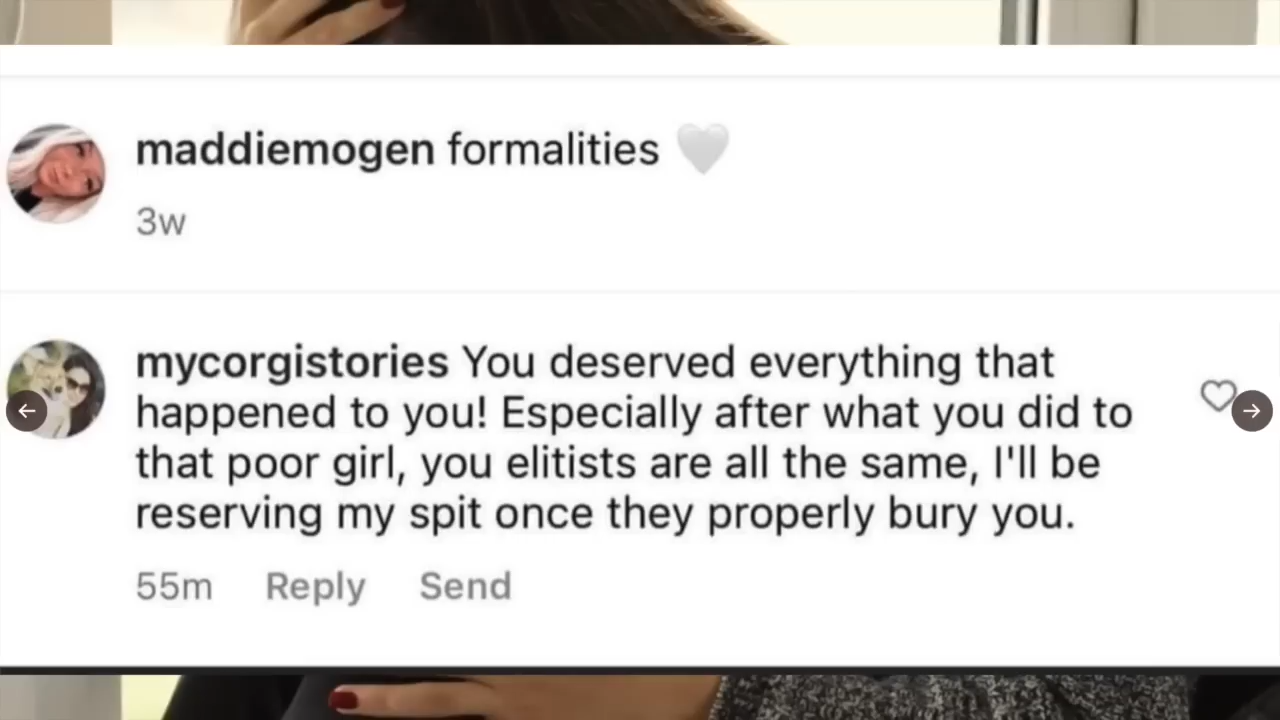 maddiemogen formalities 🤍
3w
mycorgistories You deserved everything that
happened to you! Especially after what you did to
that poor girl, you elitists are all the same, I'll be
reserving my spit once they properly bury you.
55m Reply Send